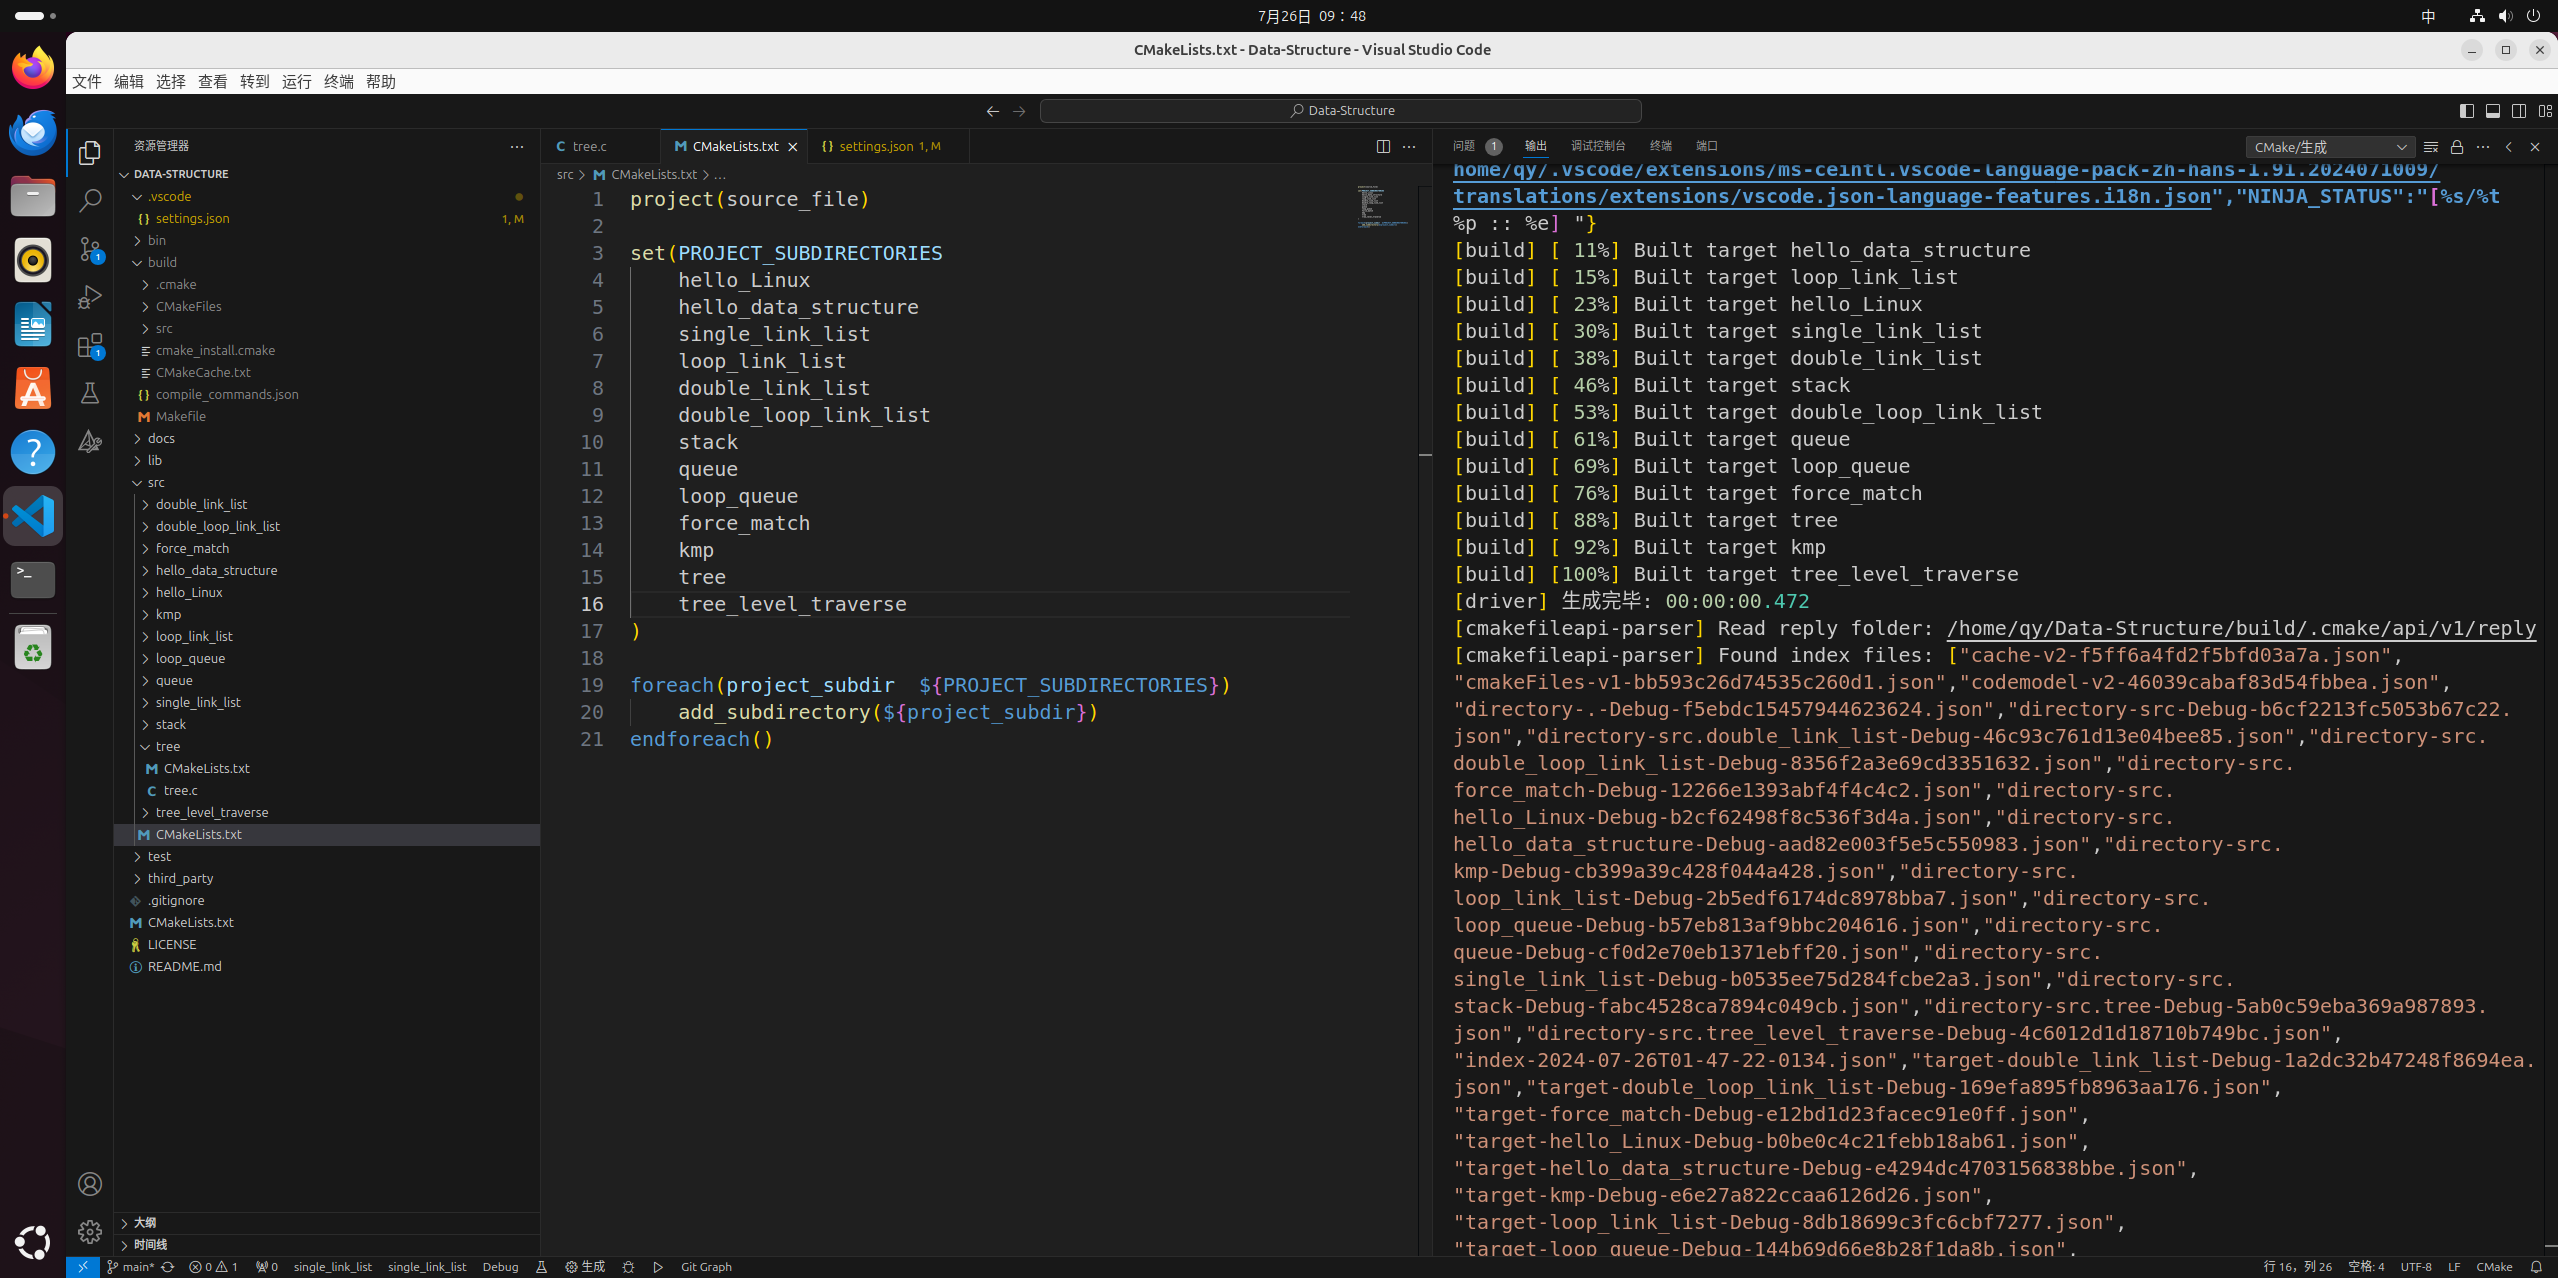 7月26日 09：48
中
CMakeLists.txt - Data-Structure - Visual Studio Code
文件 编辑 选择 查看 转到 运行 终端 帮助
Data-Structure
资源管理器
DATA-STRUCTURE
.vscode
settings.json 1, M
bin
build
.cmake
CMakeFiles
src
cmake_install.cmake
CMakeCache.txt
compile_commands.json
Makefile
docs
lib
src
double_link_list
double_loop_link_list
force_match
hello_data_structure
hello_Linux
kmp
loop_link_list
loop_queue
queue
single_link_list
stack
tree
CMakeLists.txt
tree.c
tree_level_traverse
CMakeLists.txt
test
third_party
.gitignore
CMakeLists.txt
LICENSE
README.md
大纲
时间线
tree.c CMakeLists.txt settings.json 1, M
src > CMakeLists.txt > ...
1 project(source_file)
2
3 set(PROJECT_SUBDIRECTORIES
4 hello_Linux
5 hello_data_structure
6 single_link_list
7 loop_link_list
8 double_link_list
9 double_loop_link_list
10 stack
11 queue
12 loop_queue
13 force_match
14 kmp
15 tree
16 tree_level_traverse
17 )
18
19 foreach(project_subdir  ${PROJECT_SUBDIRECTORIES})
20 add_subdirectory(${project_subdir})
21 endforeach()
问题 1 输出 调试控制台 终端 端口
CMake/生成
home/qy/.vscode/extensions/ms-ceintl.vscode-language-pack-zh-hans-1.91.2024071009/
translations/extensions/vscode.json-language-features.i18n.json","NINJA_STATUS":"[%s/%t
%p :: %e] "}
[build] [ 11%] Built target hello_data_structure
[build] [ 15%] Built target loop_link_list
[build] [ 23%] Built target hello_Linux
[build] [ 30%] Built target single_link_list
[build] [ 38%] Built target double_link_list
[build] [ 46%] Built target stack
[build] [ 53%] Built target double_loop_link_list
[build] [ 61%] Built target queue
[build] [ 69%] Built target loop_queue
[build] [ 76%] Built target force_match
[build] [ 88%] Built target tree
[build] [ 92%] Built target kmp
[build] [100%] Built target tree_level_traverse
[driver] 生成完毕: 00:00:00.472
[cmakefileapi-parser] Read reply folder: /home/qy/Data-Structure/build/.cmake/api/v1/reply
[cmakefileapi-parser] Found index files: ["cache-v2-f5ff6a4fd2f5bfd03a7a.json",
"cmakeFiles-v1-bb593c26d74535c260d1.json","codemodel-v2-46039cabaf83d54fbbea.json",
"directory-.-Debug-f5ebdc15457944623624.json","directory-src-Debug-b6cf2213fc5053b67c22.
json","directory-src.double_link_list-Debug-46c93c761d13e04bee85.json","directory-src.
double_loop_link_list-Debug-8356f2a3e69cd3351632.json","directory-src.
force_match-Debug-12266e1393abf4f4c4c2.json","directory-src.
hello_Linux-Debug-b2cf62498f8c536f3d4a.json","directory-src.
hello_data_structure-Debug-aad82e003f5e5c550983.json","directory-src.
kmp-Debug-cb399a39c428f044a428.json","directory-src.
loop_link_list-Debug-2b5edf6174dc8978bba7.json","directory-src.
loop_queue-Debug-b57eb813af9bbc204616.json","directory-src.
queue-Debug-cf0d2e70eb1371ebff20.json","directory-src.
single_link_list-Debug-b0535ee75d284fcbe2a3.json","directory-src.
stack-Debug-fabc4528ca7894c049cb.json","directory-src.tree-Debug-5ab0c59eba369a987893.
json","directory-src.tree_level_traverse-Debug-4c6012d1d18710b749bc.json",
"index-2024-07-26T01-47-22-0134.json","target-double_link_list-Debug-1a2dc32b47248f8694ea.
json","target-double_loop_link_list-Debug-169efa895fb8963aa176.json",
"target-force_match-Debug-e12bd1d23facec91e0ff.json",
"target-hello_Linux-Debug-b0be0c4c21febb18ab61.json",
"target-hello_data_structure-Debug-e4294dc4703156838bbe.json",
"target-kmp-Debug-e6e27a822ccaa6126d26.json",
"target-loop_link_list-Debug-8db18699c3fc6cbf7277.json",
"target-loop_queue-Debug-144b69d66e8b28f1da8b.json",
main* 0 1 0 single_link_list single_link_list Debug 生成 Git Graph
行 16，列 26 空格: 4 UTF-8 LF CMake